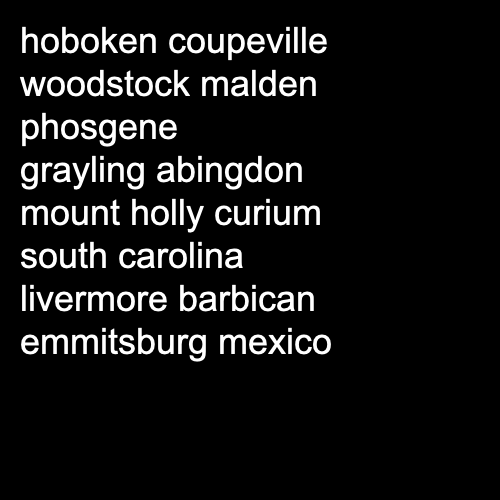 hoboken coupeville
woodstock malden
phosgene
grayling abingdon
mount holly curium
south carolina
livermore barbican
emmitsburg mexico